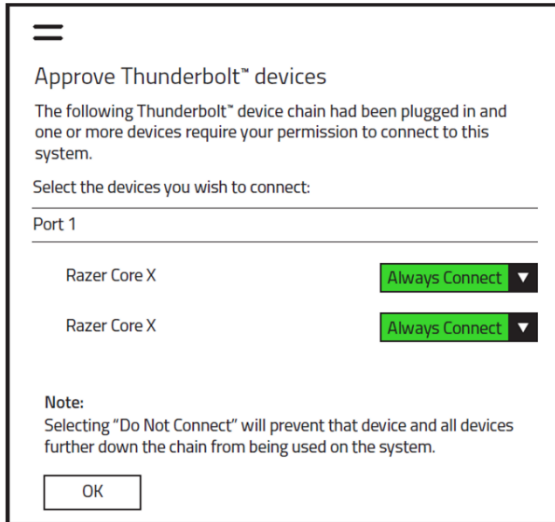 Approve Thunderbolt™ devices
The following Thunderbolt™ device chain had been plugged in and
one or more devices require your permission to connect to this
system.
Select the devices you wish to connect:
Port 1
Razer Core X Always Connect
Razer Core X Always Connect
Note:
Selecting “Do Not Connect” will prevent that device and all devices
further down the chain from being used on the system.
OK